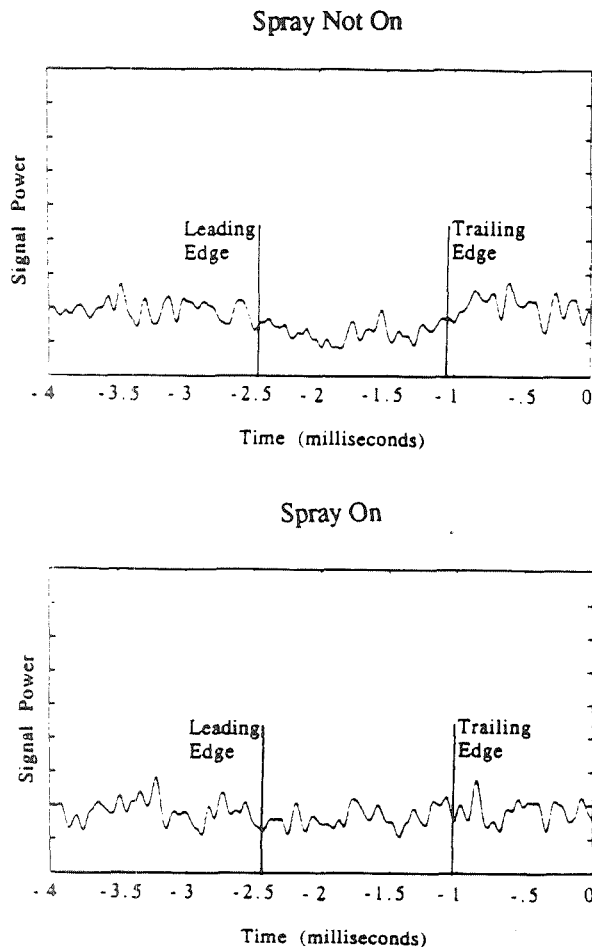 Spray Not On
Signal Power
Leading
Edge
Trailing
Edge
-4 -3.5 -3 -2.5 -2 -1.5 -1 -.5 0
Time (milliseconds)
Spray On
Signal Power
Leading
Edge
Trailing
Edge
-4 -3.5 -3 -2.5 -2 -1.5 -1 -.5 0
Time (milliseconds)